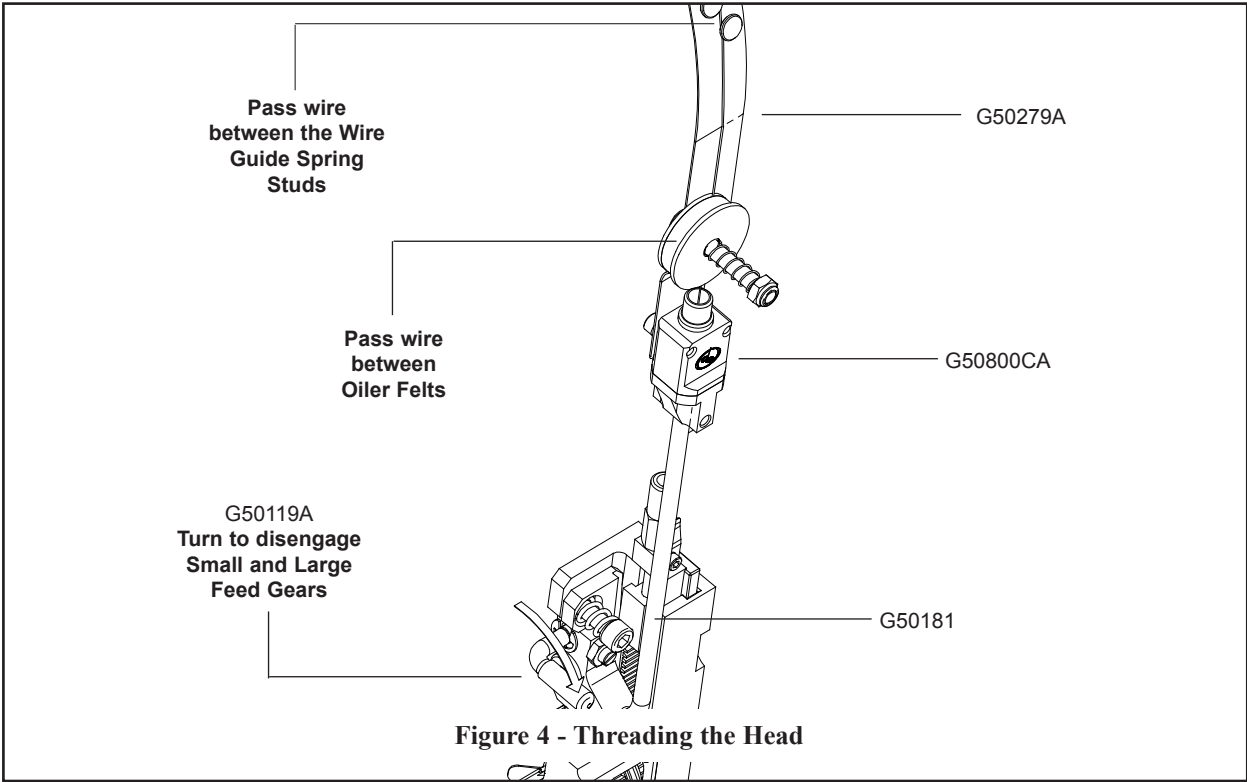 Pass wire
between the Wire
Guide Spring
Studs
G50279A
Pass wire
between
Oiler Felts
G50800CA
G50119A
Turn to disengage
Small and Large
Feed Gears
G50181
Figure 4 - Threading the Head